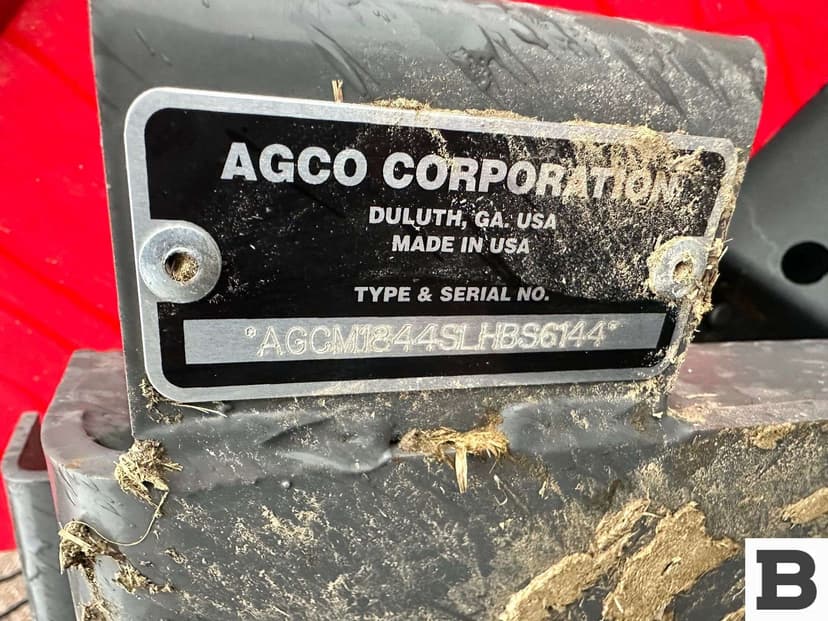 AGCO CORPORATION
DULUTH, GA. USA
MADE IN USA
TYPE & SERIAL NO.
*AGCM1844SLHBS6144*
B